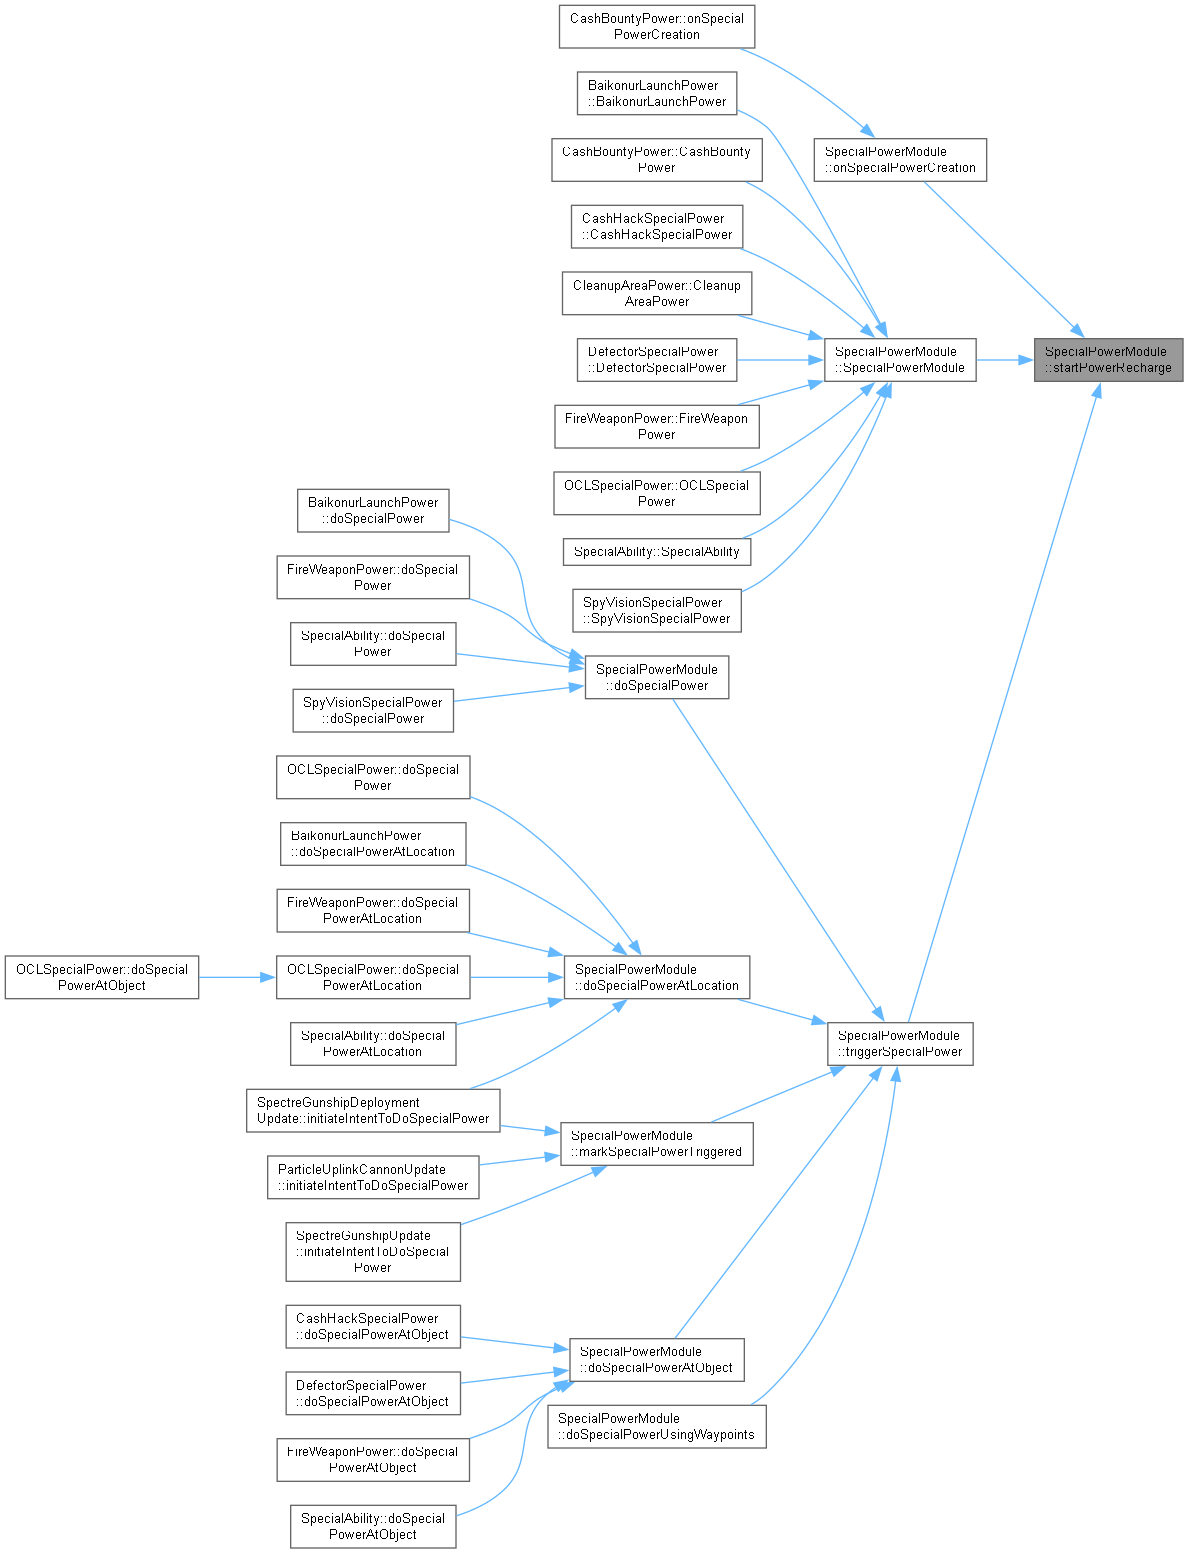 CashBountyPower::onSpecial
PowerCreation
BaikonurLaunchPower
::BaikonurLaunchPower
CashBountyPower::CashBounty
Power
SpecialPowerModule
::onSpecialPowerCreation
CashHackSpecialPower
::CashHackSpecialPower
CleanupAreaPower::Cleanup
AreaPower
DefectorSpecialPower
::DefectorSpecialPower
SpecialPowerModule
::SpecialPowerModule
SpecialPowerModule
::startPowerRecharge
FireWeaponPower::FireWeapon
Power
OCLSpecialPower::OCLSpecial
Power
SpecialAbility::SpecialAbility
SpyVisionSpecialPower
::SpyVisionSpecialPower
BaikonurLaunchPower
::doSpecialPower
FireWeaponPower::doSpecial
Power
SpecialAbility::doSpecial
Power
SpyVisionSpecialPower
::doSpecialPower
SpecialPowerModule
::doSpecialPower
OCLSpecialPower::doSpecial
Power
BaikonurLaunchPower
::doSpecialPowerAtLocation
FireWeaponPower::doSpecial
PowerAtLocation
OCLSpecialPower::doSpecial
PowerAtObject
OCLSpecialPower::doSpecial
PowerAtLocation
SpecialPowerModule
::doSpecialPowerAtLocation
SpecialAbility::doSpecial
PowerAtLocation
SpecialPowerModule
::triggerSpecialPower
SpectreGunshipDeployment
Update::initiateIntentToDoSpecialPower
SpecialPowerModule
::markSpecialPowerTriggered
ParticleUplinkCannonUpdate
::initiateIntentToDoSpecialPower
SpectreGunshipUpdate
::initiateIntentToDoSpecial
Power
CashHackSpecialPower
::doSpecialPowerAtObject
SpecialPowerModule
::doSpecialPowerAtObject
DefectorSpecialPower
::doSpecialPowerAtObject
SpecialPowerModule
::doSpecialPowerUsingWaypoints
FireWeaponPower::doSpecial
PowerAtObject
SpecialAbility::doSpecial
PowerAtObject